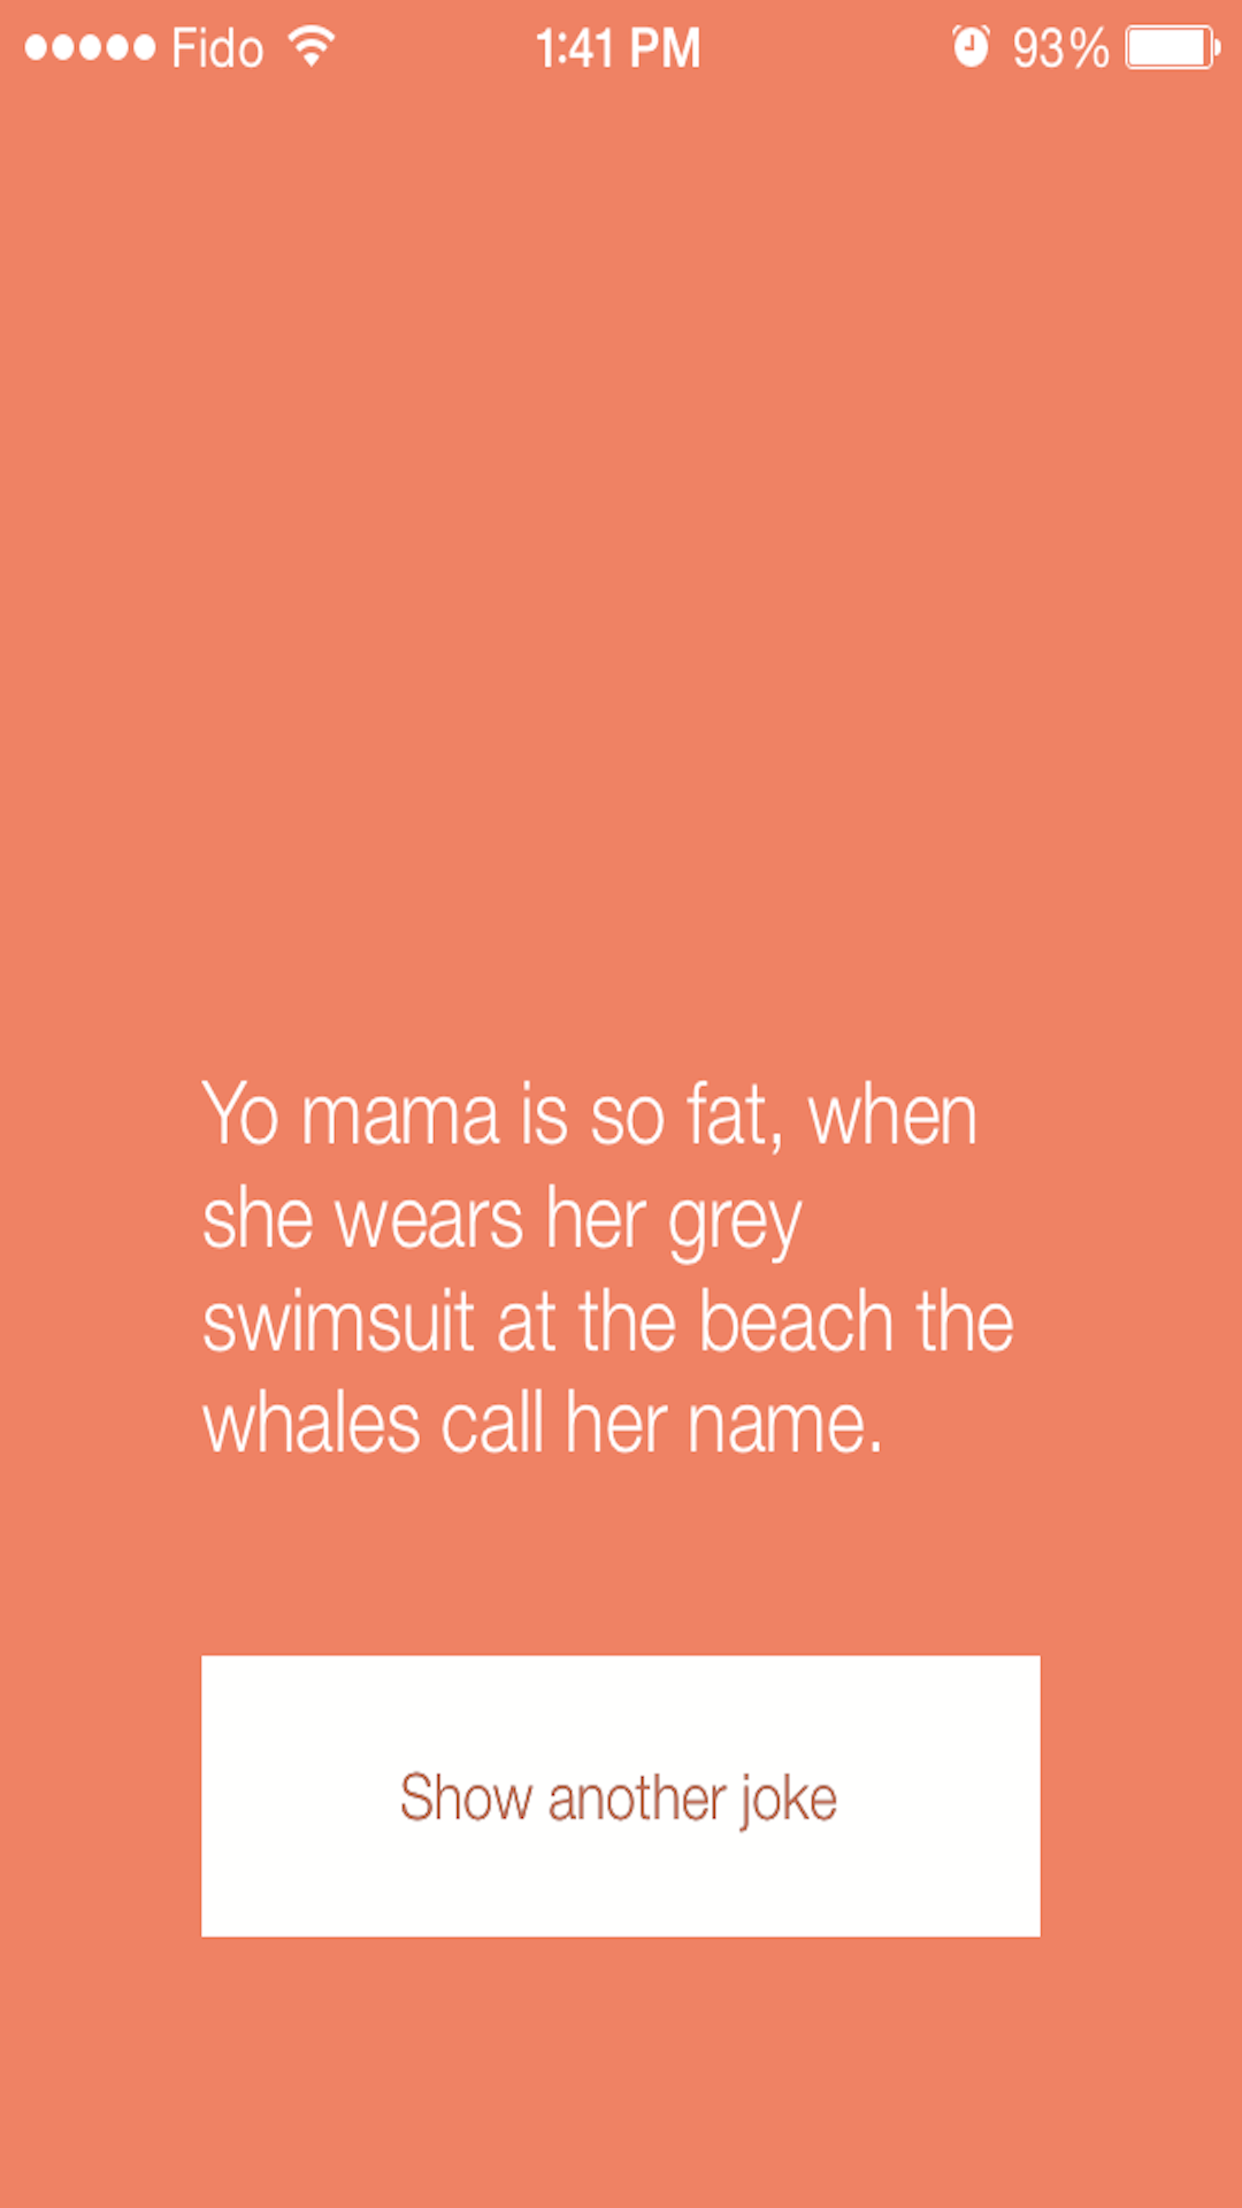 Fido 1:41 PM 93%
Yo mama is so fat, when
she wears her grey
swimsuit at the beach the
whales call her name.
Show another joke